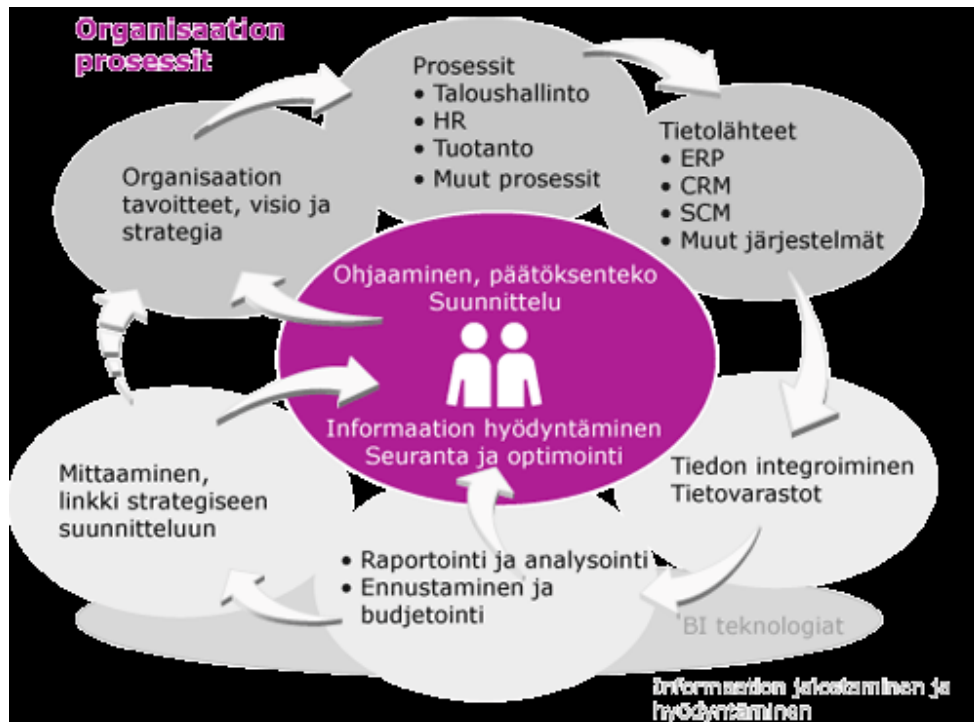 Organisaation
prosessit
Prosessit
• Taloushallinto
• HR
• Tuotanto
• Muut prosessit
Tietolähteet
• ERP
• CRM
• SCM
• Muut järjestelmät
Organisaation
tavoitteet, visio ja
strategia
Ohjaaminen, päätöksenteko
Suunnittelu
Informaation hyödyntäminen
Seuranta ja optimointi
Tiedon integroiminen
Tietovarastot
Mittaaminen,
linkki strategiseen
suunnitteluun
• Raportointi ja analysointi
• Ennustaminen ja
budjetointi
BI teknologiat
Informaation jalostaminen ja
hyödyntäminen